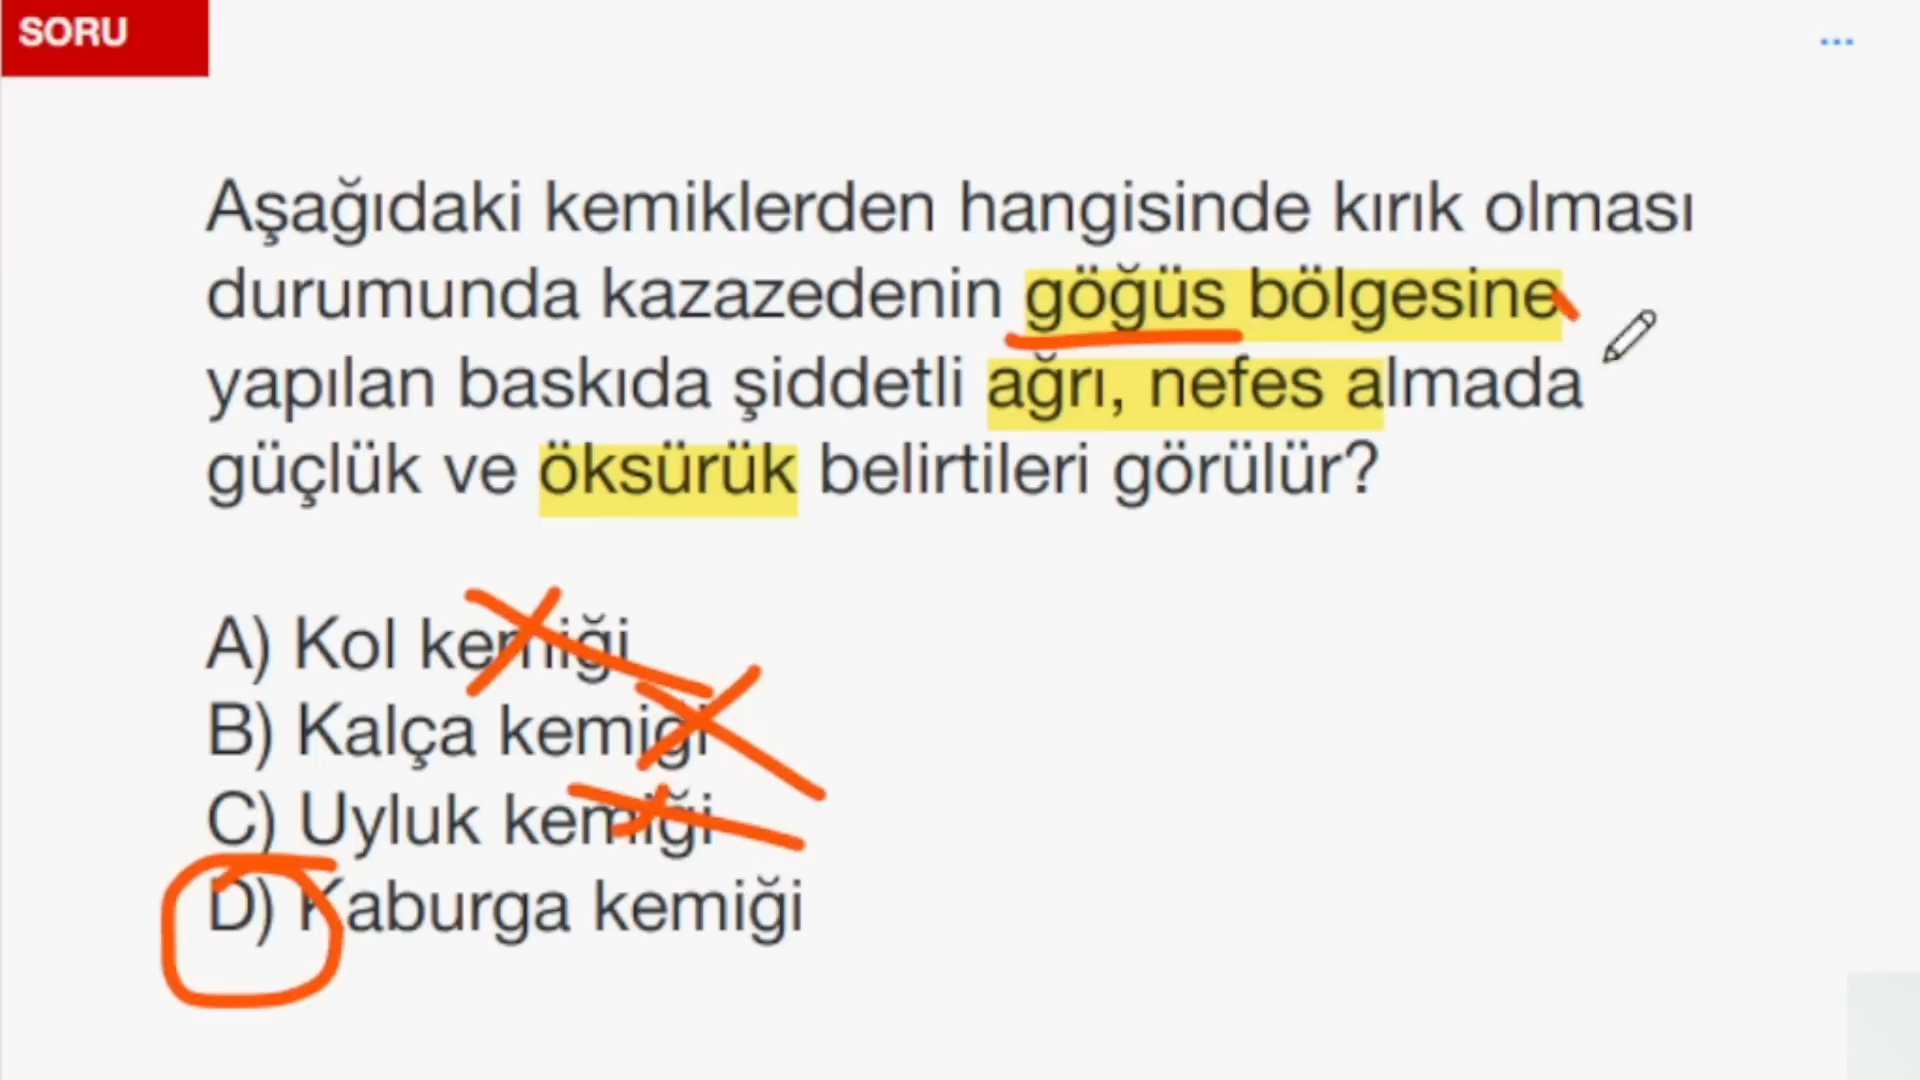 SORU
...
Aşağıdaki kemiklerden hangisinde kırık olması
durumunda kazazedenin göğüs bölgesine
yapılan baskıda şiddetli ağrı, nefes almada
güçlük ve öksürük belirtileri görülür?
A) Kol kemiği
B) Kalça kemiği
C) Uyluk kemiği
D) Kaburga kemiği